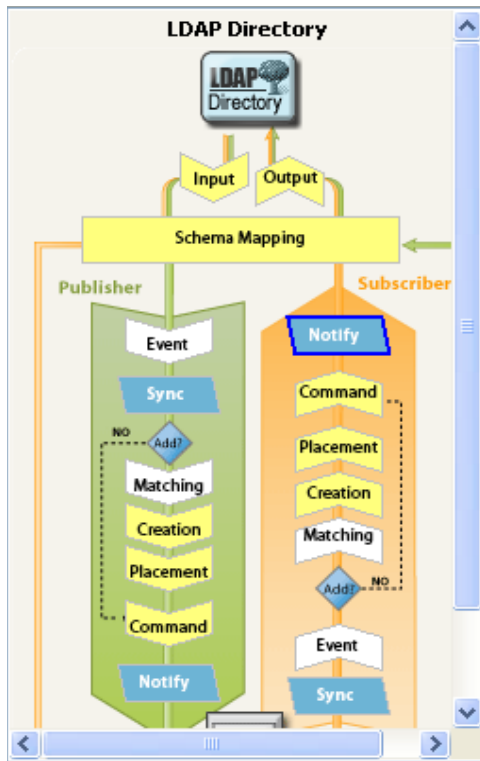 LDAP Directory
LDAP
Directory
Input
Output
Schema Mapping
Publisher
Event
Sync
NO
Add?
Matching
Creation
Placement
Command
Notify
Subscriber
Notify
Command
Placement
Creation
Matching
Add?
NO
Event
Sync